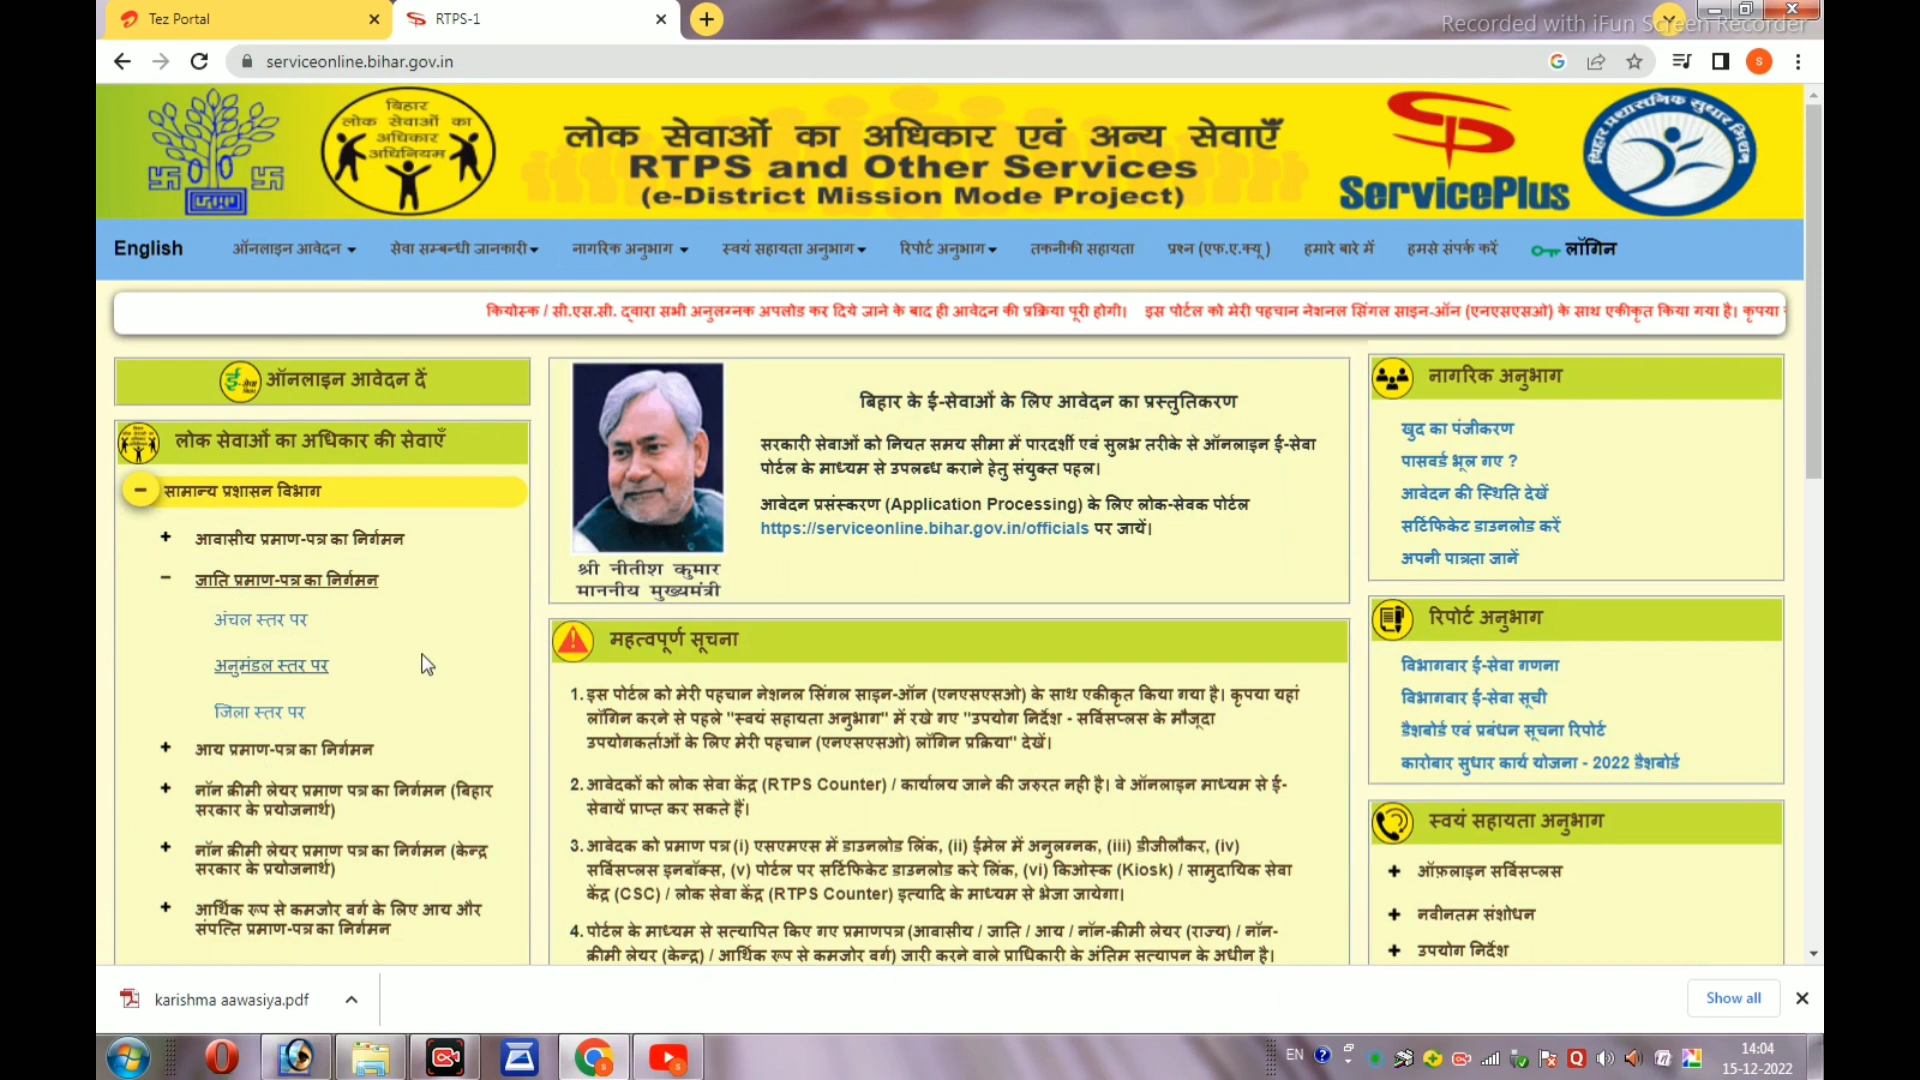 Tez Portal
RTPS-1
Recorded with iFun Screen Recorder
serviceonline.bihar.gov.in
बिहार
लोक सेवाओं का
अधिकार
अधिनियम
लोक सेवाओं का अधिकार एवं अन्य सेवाएँ
RTPS and Other Services
(e-District Mission Mode Project)
ServicePlus
बिहार प्रशासनिक सुधार मिशन
English
ऑनलाइन आवेदन
सेवा सम्बन्धी जानकारी
नागरिक अनुभाग
स्वयं सहायता अनुभाग
रिपोर्ट अनुभाग
तकनीकी सहायता
प्रश्न (एफ.ए.क्यू )
हमारे बारे में
हमसे संपर्क करें
लॉगिन
कियोस्क / सी.एस.सी. द्वारा सभी अनुलग्नक अपलोड कर दिये जाने के बाद ही आवेदन की प्रक्रिया पूरी होगी। इस पोर्टल को मेरी पहचान नेशनल सिंगल साइन-ऑन (एनएसएसओ) के साथ एकीकृत किया गया है। कृपया
ऑनलाइन आवेदन दें
लोक सेवाओं का अधिकार की सेवाएँ
− सामान्य प्रशासन विभाग
+ आवासीय प्रमाण-पत्र का निर्गमन
− जाति प्रमाण-पत्र का निर्गमन
अंचल स्तर पर
अनुमंडल स्तर पर
जिला स्तर पर
+ आय प्रमाण-पत्र का निर्गमन
+ नॉन क्रीमी लेयर प्रमाण पत्र का निर्गमन (बिहार
सरकार के प्रयोजनार्थ)
+ नॉन क्रीमी लेयर प्रमाण पत्र का निर्गमन (केन्द्र
सरकार के प्रयोजनार्थ)
+ आर्थिक रूप से कमजोर वर्ग के लिए आय और
संपत्ति प्रमाण-पत्र का निर्गमन
श्री नीतीश कुमार
माननीय मुख्यमंत्री
बिहार के ई-सेवाओं के लिए आवेदन का प्रस्तुतिकरण
सरकारी सेवाओं को नियत समय सीमा में पारदर्शी एवं सुलभ तरीके से ऑनलाइन ई-सेवा
पोर्टल के माध्यम से उपलब्ध कराने हेतु संयुक्त पहल।
आवेदन प्रसंस्करण (Application Processing) के लिए लोक-सेवक पोर्टल
https://serviceonline.bihar.gov.in/officials पर जायें।
महत्वपूर्ण सूचना
1. इस पोर्टल को मेरी पहचान नेशनल सिंगल साइन-ऑन (एनएसएसओ) के साथ एकीकृत किया गया है। कृपया यहां
लॉगिन करने से पहले "स्वयं सहायता अनुभाग" में रखे गए "उपयोग निर्देश - सर्विसप्लस के मौजूदा
उपयोगकर्ताओं के लिए मेरी पहचान (एनएसएसओ) लॉगिन प्रक्रिया" देखें।
2. आवेदकों को लोक सेवा केंद्र (RTPS Counter) / कार्यालय जाने की जरुरत नही है। वे ऑनलाइन माध्यम से ई-
सेवायें प्राप्त कर सकते हैं।
3. आवेदक को प्रमाण पत्र (i) एसएमएस में डाउनलोड लिंक, (ii) ईमेल में अनुलग्नक, (iii) डीजीलौकर, (iv)
सर्विसप्लस इनबॉक्स, (v) पोर्टल पर सर्टिफिकेट डाउनलोड करे लिंक, (vi) किओस्क (Kiosk) / सामुदायिक सेवा
केंद्र (CSC) / लोक सेवा केंद्र (RTPS Counter) इत्यादि के माध्यम से भेजा जायेगा।
4. पोर्टल के माध्यम से सत्यापित किए गए प्रमाणपत्र (आवासीय / जाति / आय / नॉन-क्रीमी लेयर (राज्य) / नॉन-
क्रीमी लेयर (केन्द्र) / आर्थिक रूप से कमजोर वर्ग) जारी करने वाले प्राधिकारी के अंतिम सत्यापन के अधीन है।
नागरिक अनुभाग
खुद का पंजीकरण
पासवर्ड भूल गए ?
आवेदन की स्थिति देखें
सर्टिफिकेट डाउनलोड करें
अपनी पात्रता जानें
रिपोर्ट अनुभाग
विभागवार ई-सेवा गणना
विभागवार ई-सेवा सूची
डैशबोर्ड एवं प्रबंधन सूचना रिपोर्ट
कारोबार सुधार कार्य योजना - 2022 डैशबोर्ड
स्वयं सहायता अनुभाग
+ ऑफ़लाइन सर्विसप्लस
+ नवीनतम संशोधन
+ उपयोग निर्देश
karishma aawasiya.pdf
Show all
EN
14:04
15-12-2022